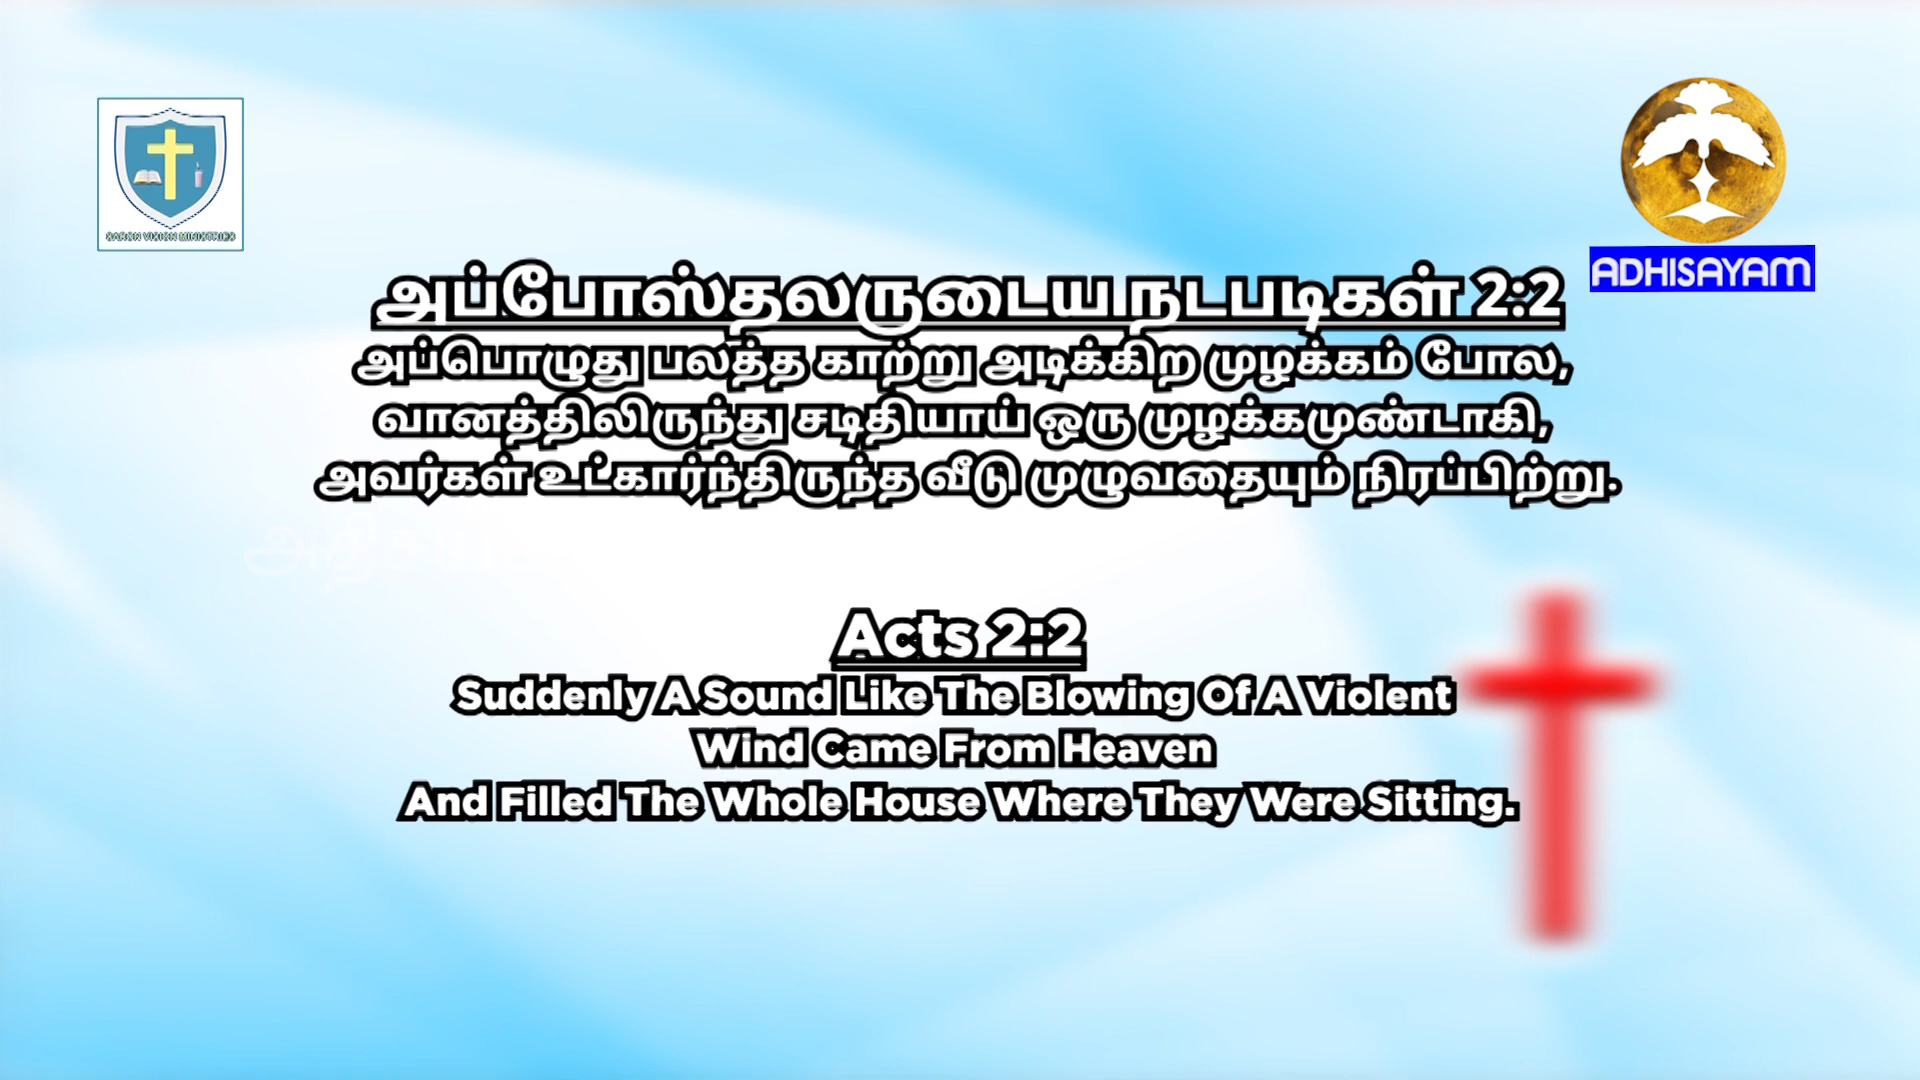 ADHISAYAM
அப்போஸ்தலருடைய நடபடிகள் 2:2
அப்பொழுது பலத்த காற்று அடிக்கிற முழக்கம் போல,
வானத்திலிருந்து சடிதியாய் ஒரு முழக்கமுண்டாகி,
அவர்கள் உட்கார்ந்திருந்த வீடு முழுவதையும் நிரப்பிற்று.
Acts 2:2
Suddenly A Sound Like The Blowing Of A Violent
Wind Came From Heaven
And Filled The Whole House Where They Were Sitting.